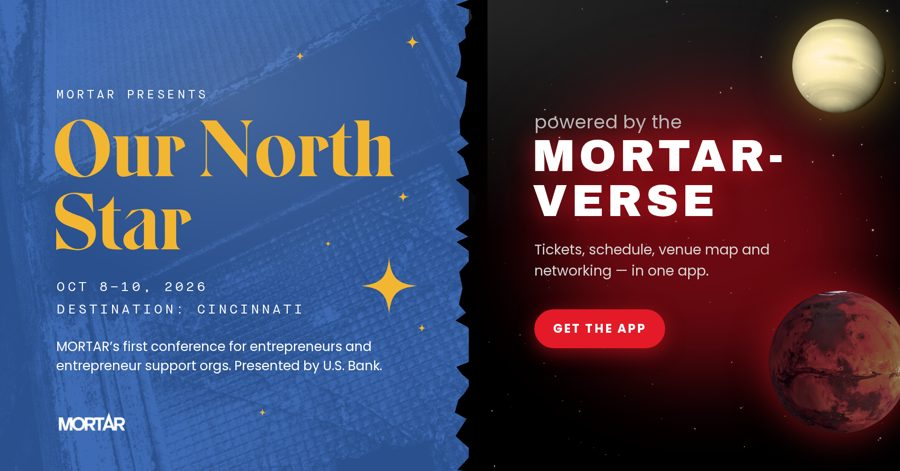 MORTAR PRESENTS
Our North
Star
OCT 8–10, 2026
DESTINATION: CINCINNATI
MORTAR's first conference for entrepreneurs and
entrepreneur support orgs. Presented by U.S. Bank.
MORTAR
powered by the
MORTAR-
VERSE
Tickets, schedule, venue map and
networking — in one app.
GET THE APP